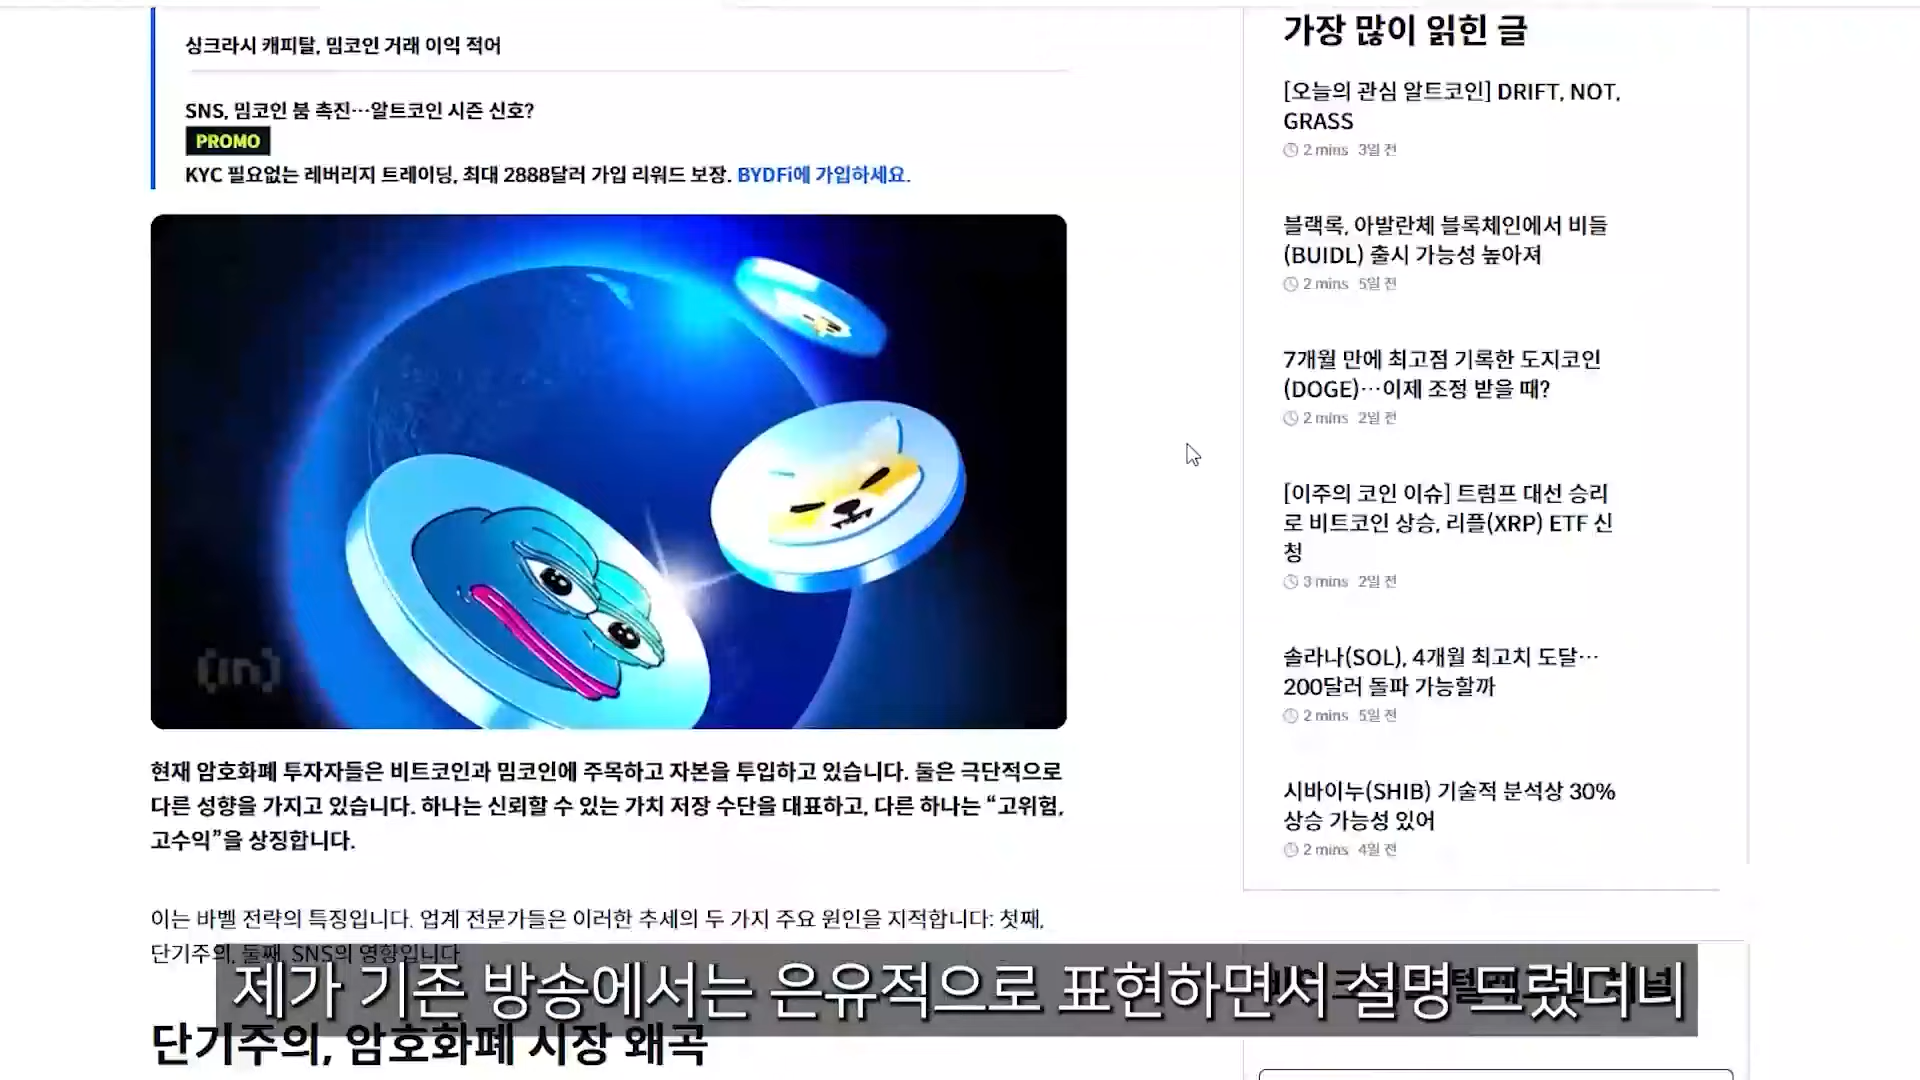 싱크라시 캐피탈, 밈코인 거래 이익 적어
SNS, 밈코인 붐 촉진…알트코인 시즌 신호?
PROMO
KYC 필요없는 레버리지 트레이딩, 최대 2888달러 가입 리워드 보장. BYDFi에 가입하세요.
(in)
현재 암호화폐 투자자들은 비트코인과 밈코인에 주목하고 자본을 투입하고 있습니다. 둘은 극단적으로
다른 성향을 가지고 있습니다. 하나는 신뢰할 수 있는 가치 저장 수단을 대표하고, 다른 하나는 “고위험,
고수익”을 상징합니다.
이는 바벨 전략의 특징입니다. 업계 전문가들은 이러한 추세의 두 가지 주요 원인을 지적합니다: 첫째,
단기주의, 둘째, SNS의 영향입니다
단기주의, 암호화폐 시장 왜곡
가장 많이 읽힌 글
[오늘의 관심 알트코인] DRIFT, NOT,
GRASS
2 mins 3일 전
블랙록, 아발란체 블록체인에서 비들
(BUIDL) 출시 가능성 높아져
2 mins 5일 전
7개월 만에 최고점 기록한 도지코인
(DOGE)…이제 조정 받을 때?
2 mins 2일 전
[이주의 코인 이슈] 트럼프 대선 승리
로 비트코인 상승, 리플(XRP) ETF 신
청
3 mins 2일 전
솔라나(SOL), 4개월 최고치 도달…
200달러 돌파 가능할까
2 mins 5일 전
시바이누(SHIB) 기술적 분석상 30%
상승 가능성 있어
2 mins 4일 전
제가 기존 방송에서는 은유적으로 표현하면서 설명 드렸더니